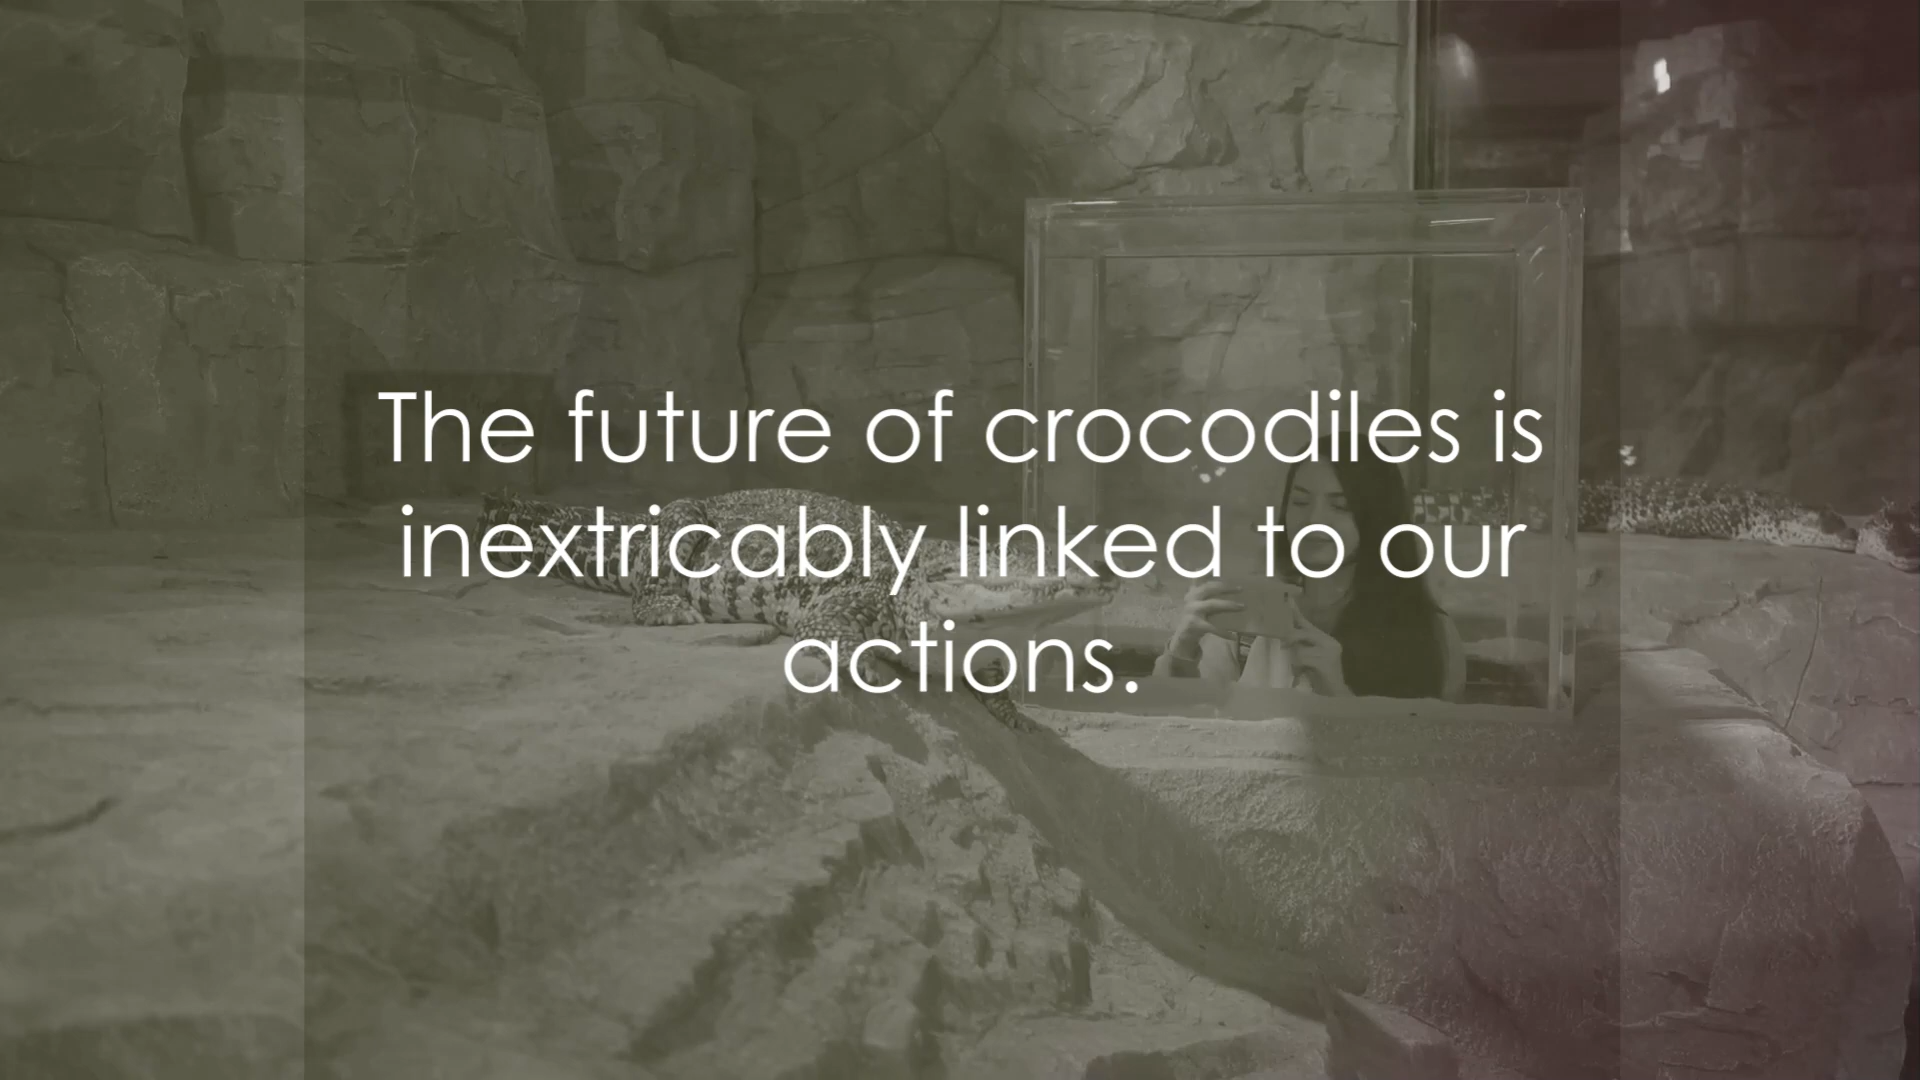 The future of crocodiles is
inextricably linked to our
actions.